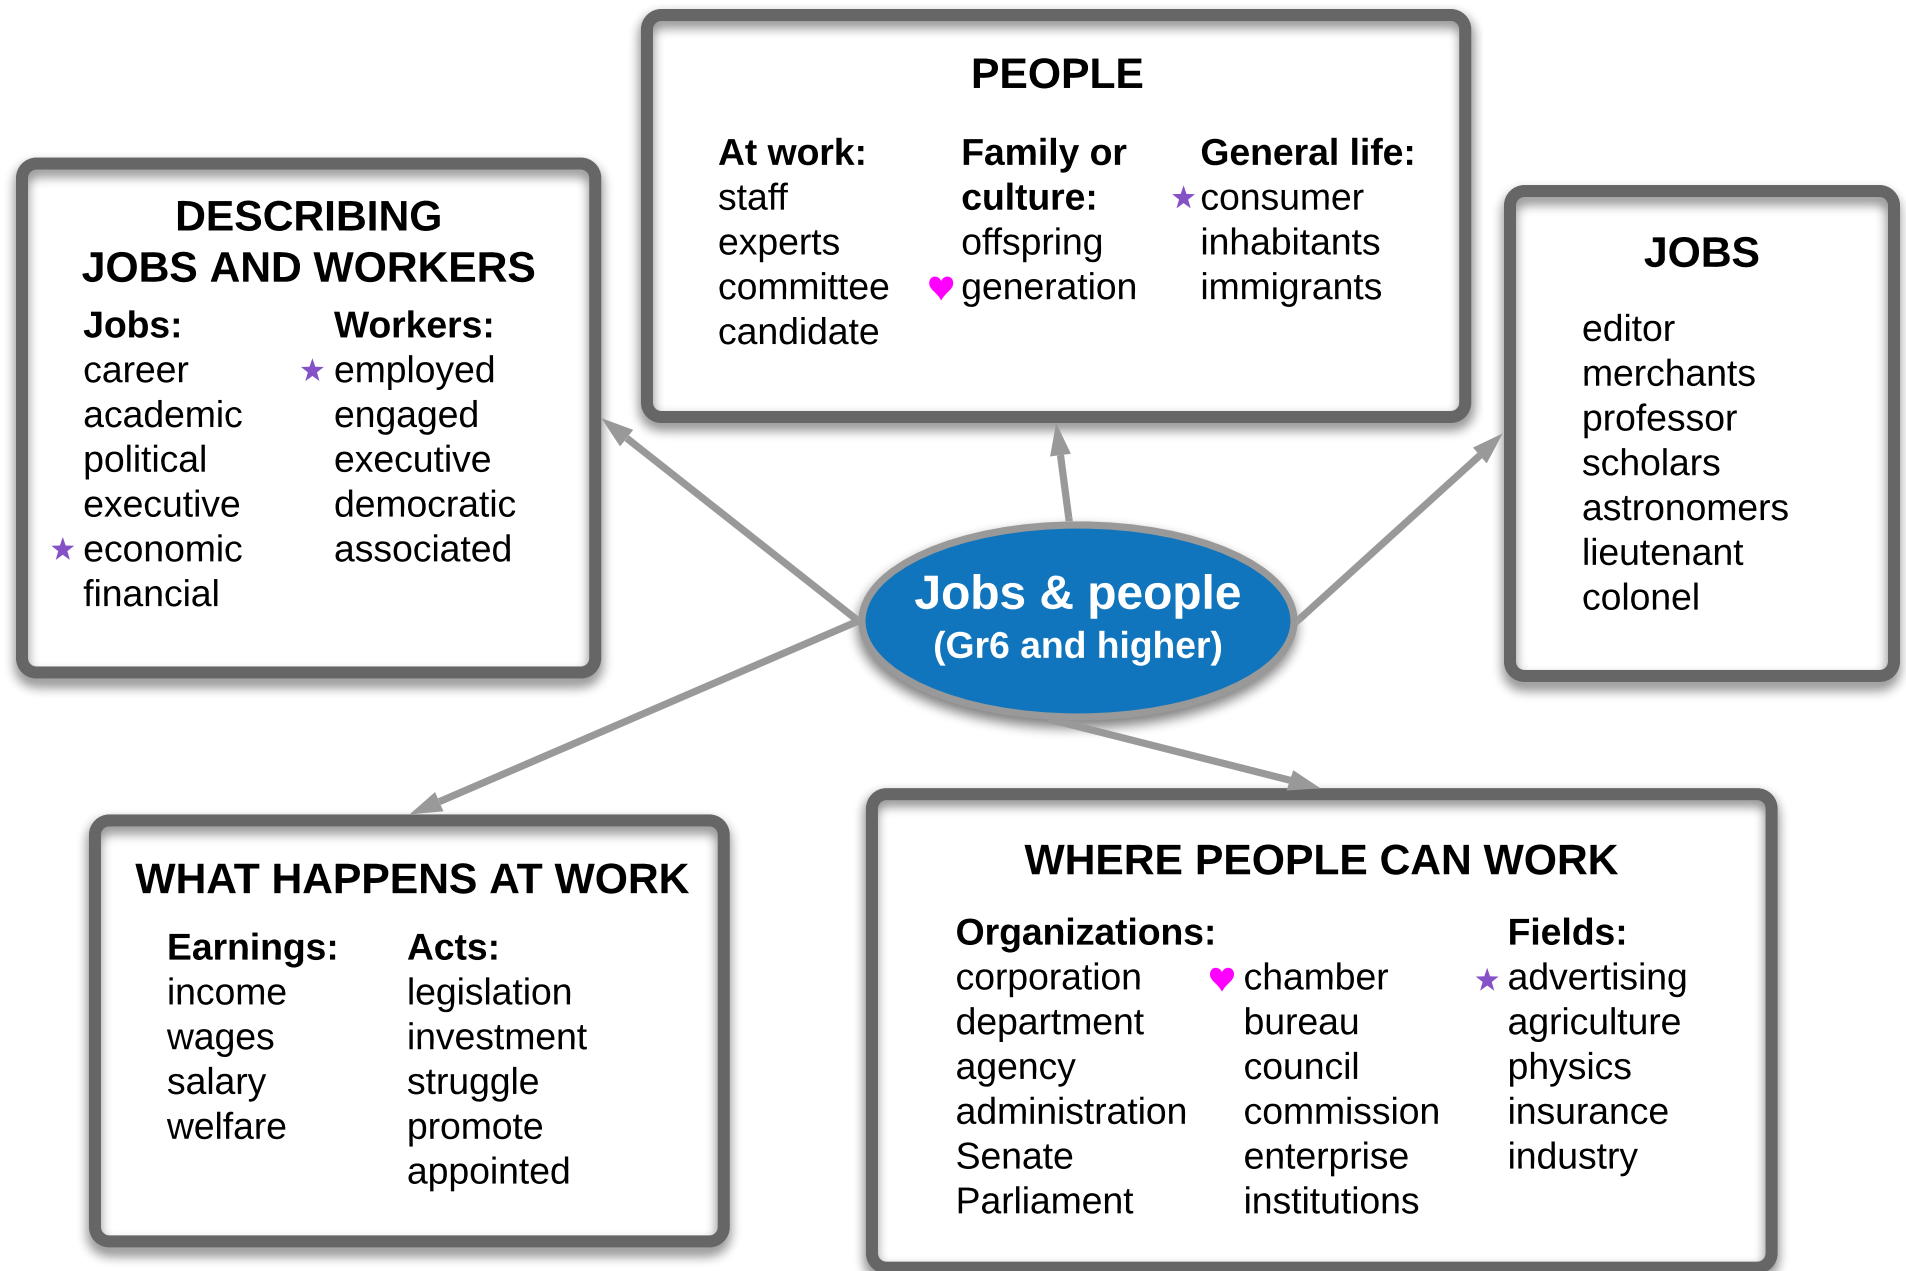 PEOPLE
At work:
staff
experts
committee
candidate
Family or
culture:
offspring
generation
General life:
consumer
inhabitants
immigrants
DESCRIBING
JOBS AND WORKERS
Jobs:
career
academic
political
executive
economic
financial
Workers:
employed
engaged
executive
democratic
associated
JOBS
editor
merchants
professor
scholars
astronomers
lieutenant
colonel
Jobs & people
(Gr6 and higher)
WHAT HAPPENS AT WORK
Earnings:
income
wages
salary
welfare
Acts:
legislation
investment
struggle
promote
appointed
WHERE PEOPLE CAN WORK
Organizations:
corporation
department
agency
administration
Senate
Parliament
chamber
bureau
council
commission
enterprise
institutions
Fields:
advertising
agriculture
physics
insurance
industry